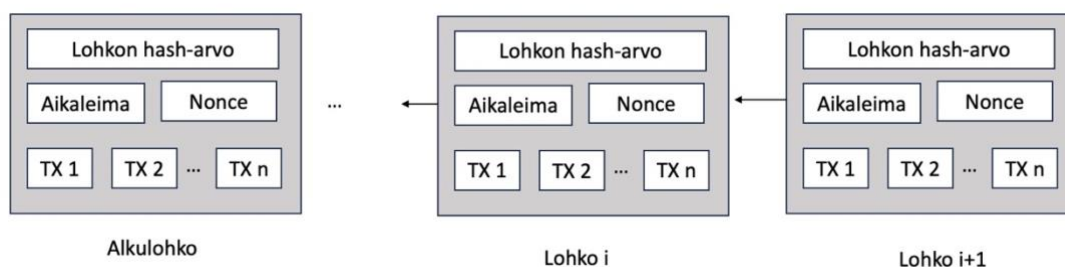 Lohkon hash-arvo
Aikaleima Nonce
TX 1 TX 2 ... TX n
Alkulohko
...
Lohkon hash-arvo
Aikaleima Nonce
TX 1 TX 2 ... TX n
Lohko i
Lohkon hash-arvo
Aikaleima Nonce
TX 1 TX 2 ... TX n
Lohko i+1